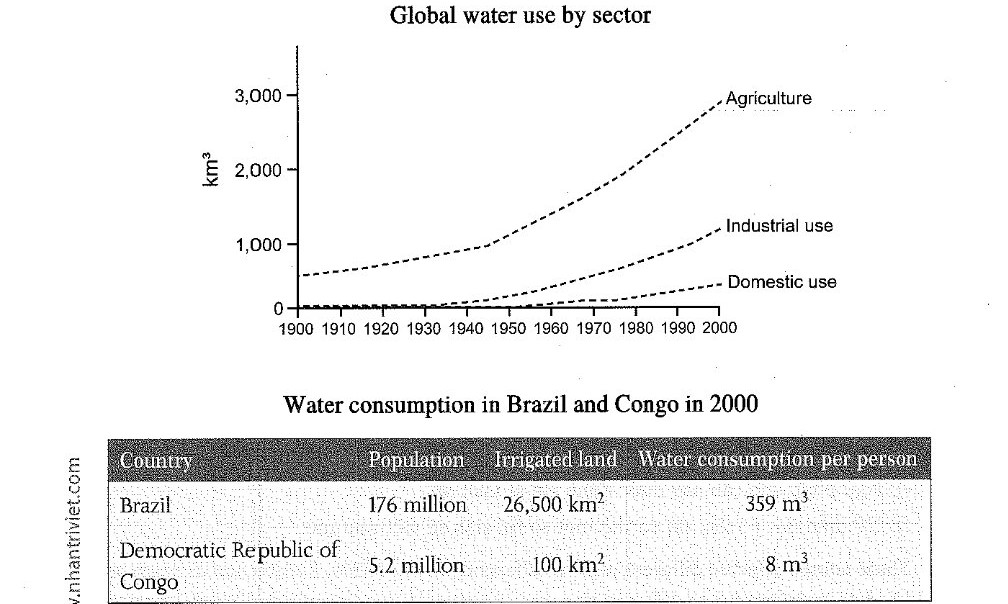 Global water use by sector
3,000
2,000
1,000
0
km³
Agriculture
Industrial use
Domestic use
1900 1910 1920 1930 1940 1950 1960 1970 1980 1990 2000
Water consumption in Brazil and Congo in 2000
Country Population Irrigated land Water consumption per person
Brazil 176 million 26,500 km² 359 m³
Democratic Republic of
Congo 5.2 million 100 km² 8 m³
.nhantriviet.com